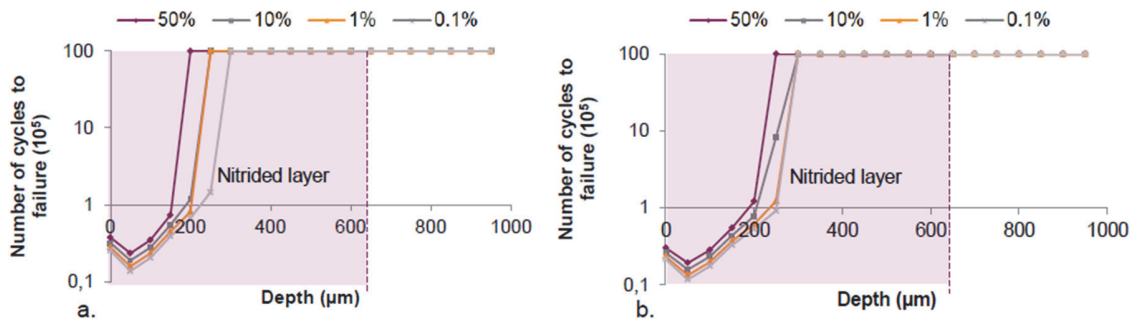 50% 10% 1% 0.1%
100
10
1
0,1
0 200 400 600 800 1000
Number of cycles to
failure (10⁵)
Nitrided layer
Depth (μm)
a.
50% 10% 1% 0.1%
100
10
1
0,1
0 200 400 600 800 1000
Number of cycles to
failure (10⁵)
Nitrided layer
Depth (μm)
b.